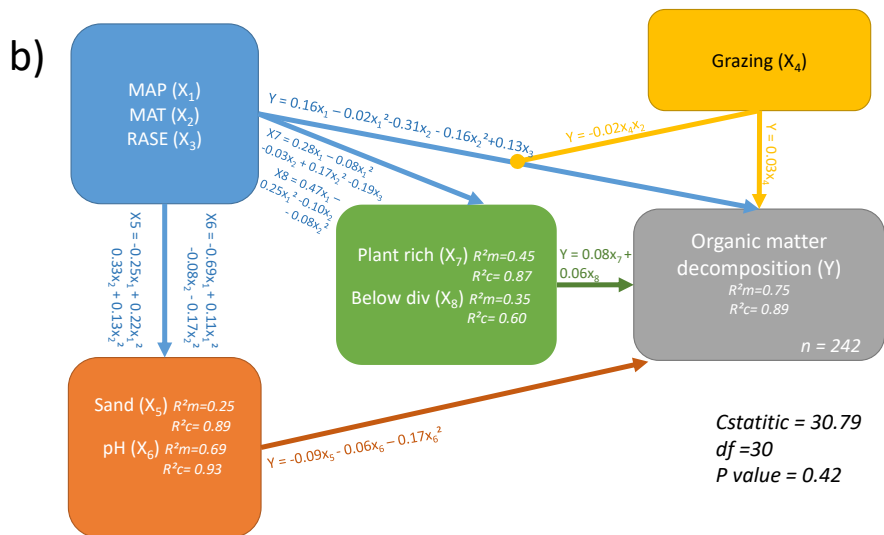 b)
MAP (X₁)
MAT (X₂)
RASE (X₃)
Grazing (X₄)
Y = 0.16x₁ – 0.02x₁²-0.31x₂ - 0.16x₂²+0.13x₃
Y = -0.02x₄x₂
Y = 0.03x₄
X7 = 0.28x₁ – 0.08x₁²
-0.03x₂ + 0.17x₂² -0.19x₃
X8 = 0.47x₁ –
0.25x₁² -0.10x₂
- 0.08x₂²
X5 = -0.25x₁ + 0.22x₁²
0.33x₂ + 0.13x₂²
X6 = -0.69x₁ + 0.11x₁²
-0.08x₂ - 0.17x₂²
Plant rich (X₇) R²m=0.45
R²c= 0.87
Below div (X₈) R²m=0.35
R²c= 0.60
Y = 0.08x₇ +
0.06x₈
Organic matter
decomposition (Y)
R²m=0.75
R²c= 0.89
n = 242
Sand (X₅) R²m=0.25
R²c= 0.89
pH (X₆) R²m=0.69
R²c= 0.93
Y = -0.09x₅ - 0.06x₆ – 0.17x₆²
Cstatitic = 30.79
df =30
P value = 0.42